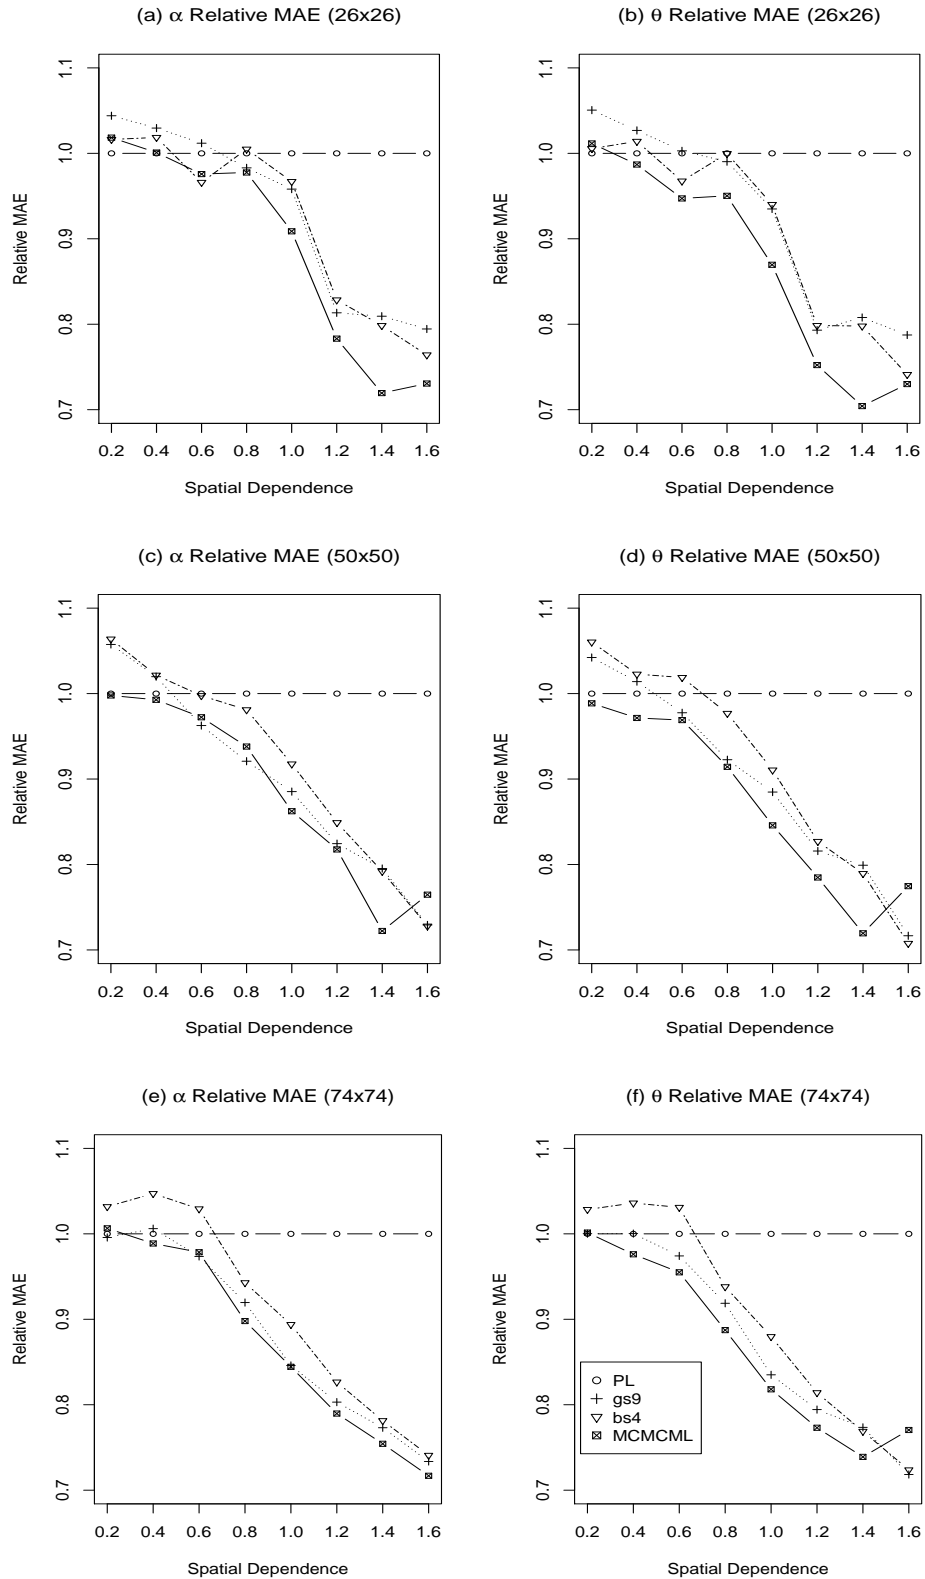 (a) α Relative MAE (26x26)
Relative MAE
1.1
1.0
0.9
0.8
0.7
0.2 0.4 0.6 0.8 1.0 1.2 1.4 1.6
Spatial Dependence
(b) θ Relative MAE (26x26)
Relative MAE
1.1
1.0
0.9
0.8
0.7
0.2 0.4 0.6 0.8 1.0 1.2 1.4 1.6
Spatial Dependence
(c) α Relative MAE (50x50)
Relative MAE
1.1
1.0
0.9
0.8
0.7
0.2 0.4 0.6 0.8 1.0 1.2 1.4 1.6
Spatial Dependence
(d) θ Relative MAE (50x50)
Relative MAE
1.1
1.0
0.9
0.8
0.7
0.2 0.4 0.6 0.8 1.0 1.2 1.4 1.6
Spatial Dependence
(e) α Relative MAE (74x74)
Relative MAE
1.1
1.0
0.9
0.8
0.7
0.2 0.4 0.6 0.8 1.0 1.2 1.4 1.6
Spatial Dependence
(f) θ Relative MAE (74x74)
Relative MAE
1.1
1.0
0.9
0.8
0.7
PL
gs9
bs4
MCMCML
0.2 0.4 0.6 0.8 1.0 1.2 1.4 1.6
Spatial Dependence